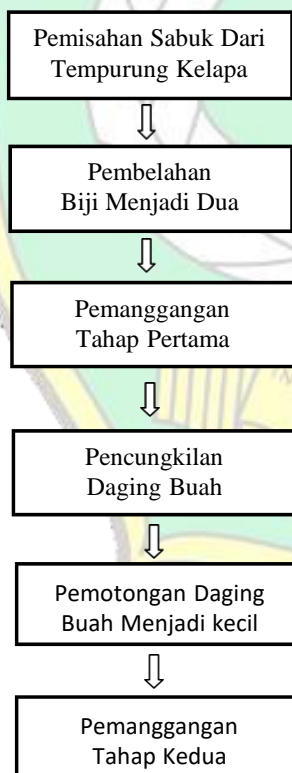 Pemisahan Sabuk Dari
Tempurung Kelapa
Pembelahan
Biji Menjadi Dua
Pemanggangan
Tahap Pertama
Pencungkilan
Daging Buah
Pemotongan Daging
Buah Menjadi kecil
Pemanggangan
Tahap Kedua